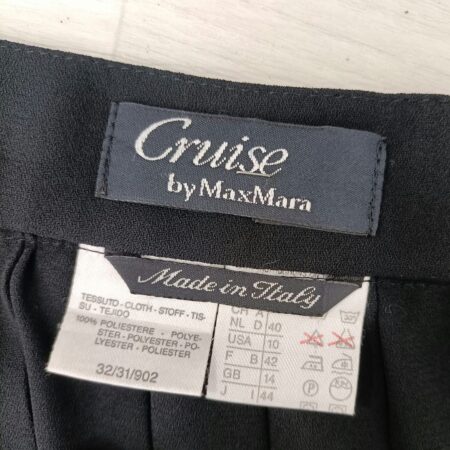 Cruise
by MaxMara
Made in Italy
TESSUTO - CLOTH - STOFF - TIS-
SU - TEJIDO
100% POLIESTERE - POLYE-
STER - POLYESTER - PO-
LYESTER - POLIESTER
32/31/902
CH A
NL D 40
USA 10
F B 42
GB 14
J I 44